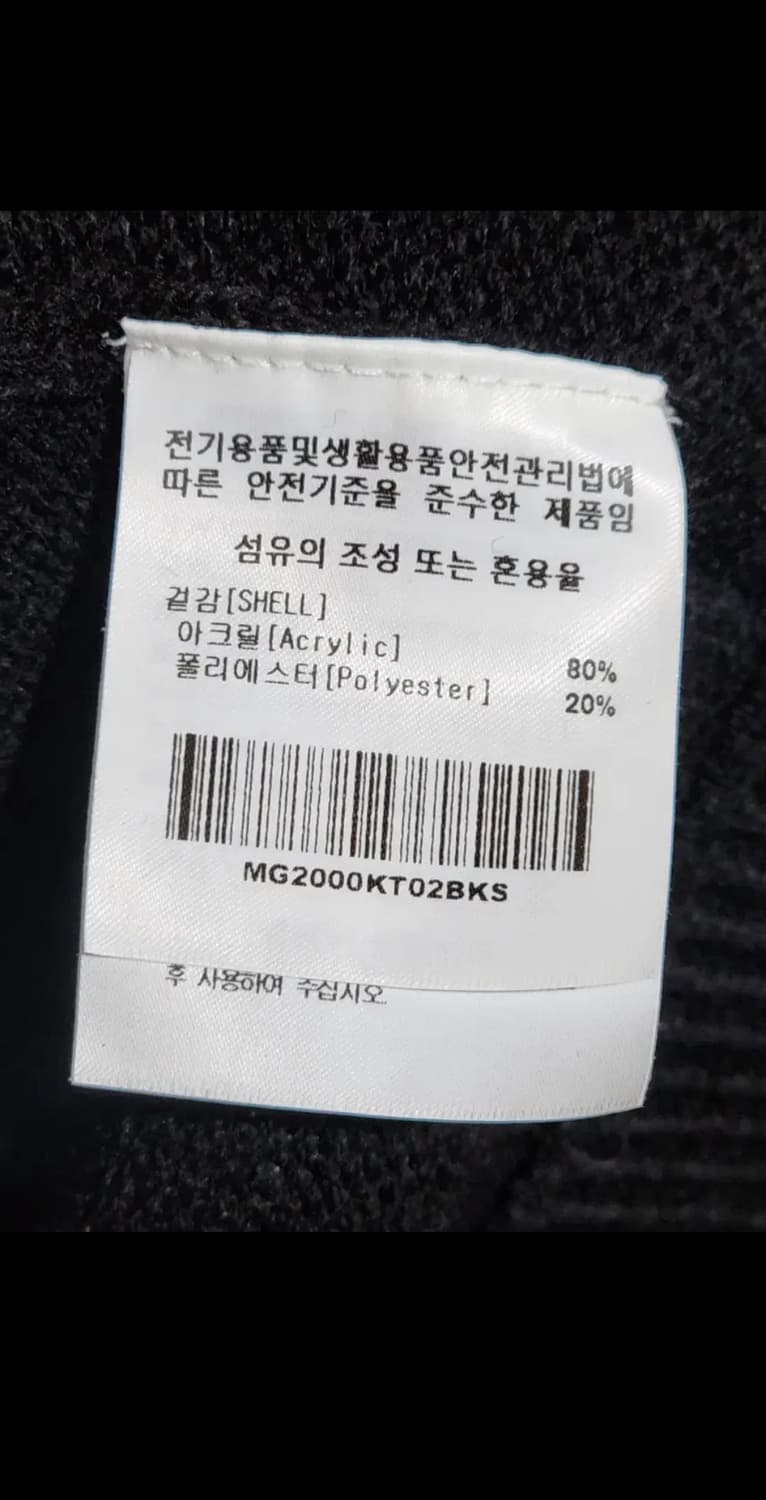 전기용품및생활용품안전관리법에
따른 안전기준을 준수한 제품임
섬유의 조성 또는 혼용율
겉감[SHELL]
아크릴[Acrylic] 80%
폴리에스터[Polyester] 20%
MG2000KT02BKS
후 사용하여 주십시오.